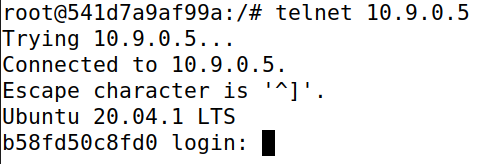 root@541d7a9af99a:/# telnet 10.9.0.5
Trying 10.9.0.5...
Connected to 10.9.0.5.
Escape character is '^]'.
Ubuntu 20.04.1 LTS
b58fd50c8fd0 login: